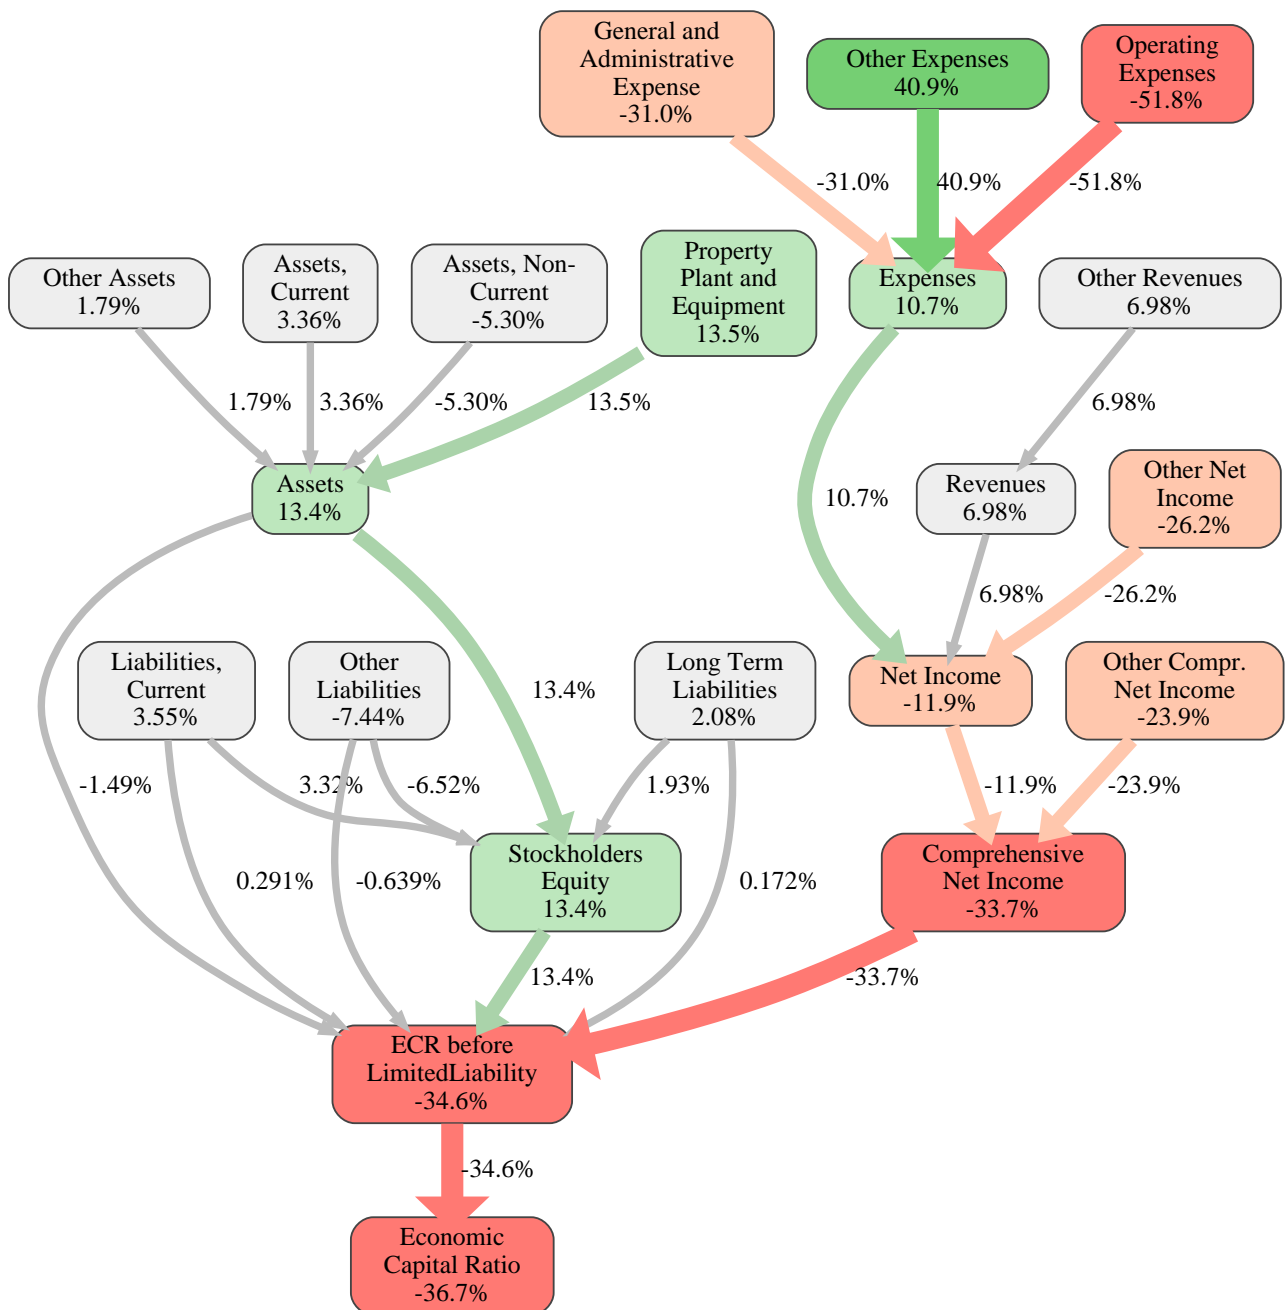 General and
Administrative
Expense
-31.0%
Other Expenses
40.9%
Operating
Expenses
-51.8%
-31.0%
40.9%
-51.8%
Other Assets
1.79%
Assets,
Current
3.36%
Assets, Non-
Current
-5.30%
Property
Plant and
Equipment
13.5%
Expenses
10.7%
Other Revenues
6.98%
1.79%
3.36%
-5.30%
13.5%
6.98%
Assets
13.4%
10.7%
Revenues
6.98%
Other Net
Income
-26.2%
6.98%
-26.2%
Liabilities,
Current
3.55%
Other
Liabilities
-7.44%
13.4%
Long Term
Liabilities
2.08%
Net Income
-11.9%
Other Compr.
Net Income
-23.9%
-1.49%
3.32%
-6.52%
1.93%
-11.9%
-23.9%
0.291%
-0.639%
Stockholders
Equity
13.4%
0.172%
Comprehensive
Net Income
-33.7%
13.4%
-33.7%
ECR before
LimitedLiability
-34.6%
-34.6%
Economic
Capital Ratio
-36.7%